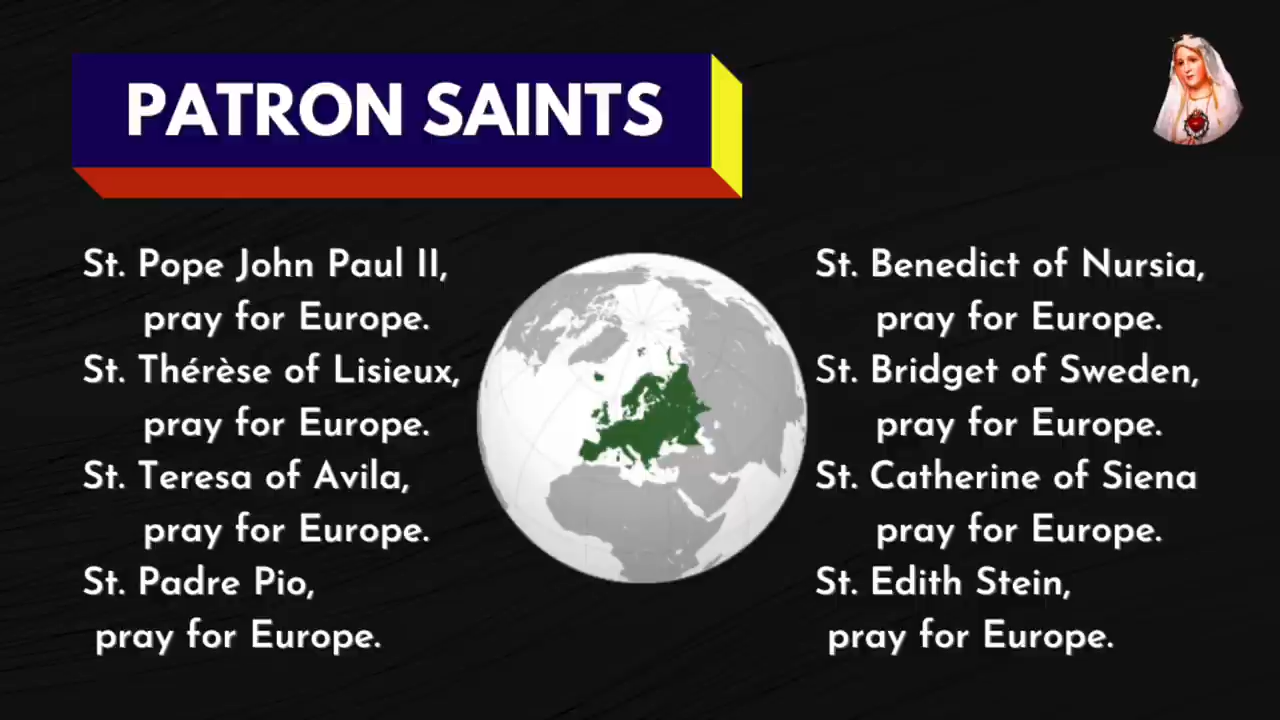 PATRON SAINTS
St. Pope John Paul II,
pray for Europe.
St. Thérèse of Lisieux,
pray for Europe.
St. Teresa of Avila,
pray for Europe.
St. Padre Pio,
pray for Europe.
St. Benedict of Nursia,
pray for Europe.
St. Bridget of Sweden,
pray for Europe.
St. Catherine of Siena
pray for Europe.
St. Edith Stein,
pray for Europe.